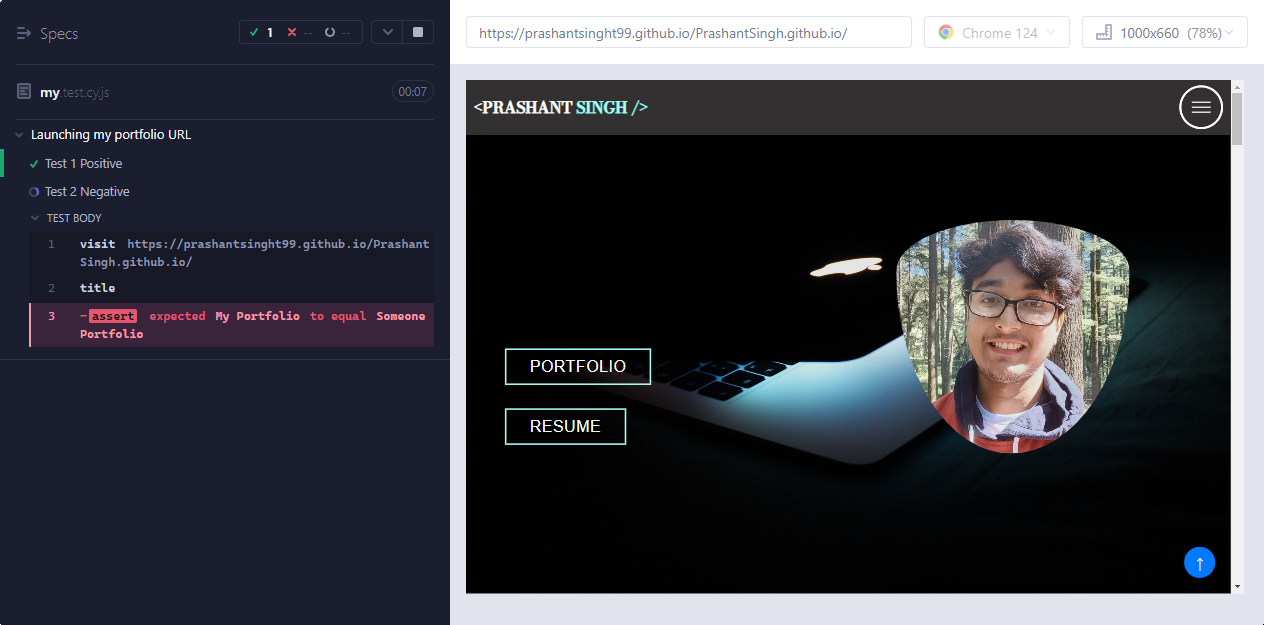 Specs
1 -- --
my.test.cy.js
00:07
Launching my portfolio URL
Test 1 Positive
Test 2 Negative
TEST BODY
1 visit https://prashantsinght99.github.io/Prashant
Singh.github.io/
2 title
3 -assert expected My Portfolio to equal Someone
Portfolio
https://prashantsinght99.github.io/PrashantSingh.github.io/
Chrome 124
1000x660 (78%)
<PRASHANT SINGH />
PORTFOLIO
RESUME